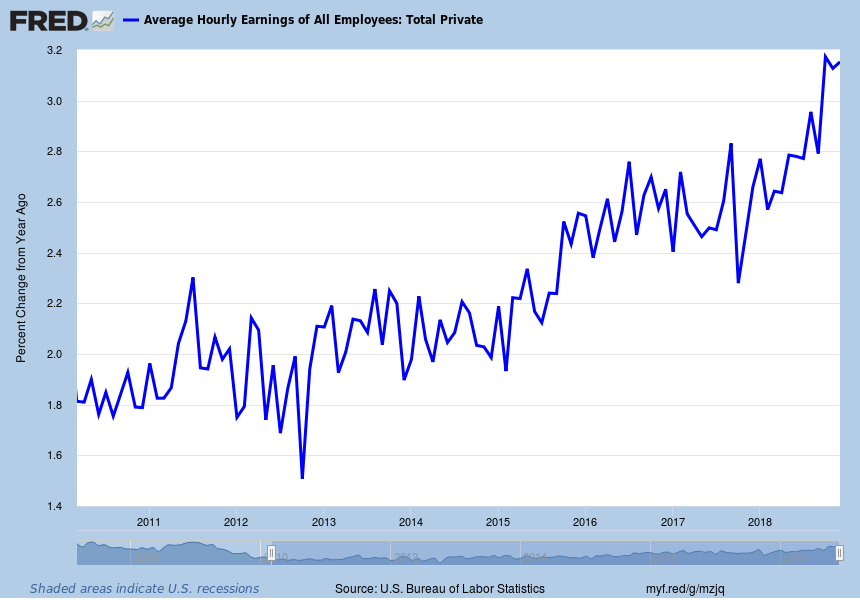 FRED Average Hourly Earnings of All Employees: Total Private
Percent Change from Year Ago
3.2
3.0
2.8
2.6
2.4
2.2
2.0
1.8
1.6
1.4
2011 2012 2013 2014 2015 2016 2017 2018
2012 2014
Shaded areas indicate U.S. recessions Source: U.S. Bureau of Labor Statistics myf.red/g/mzjq